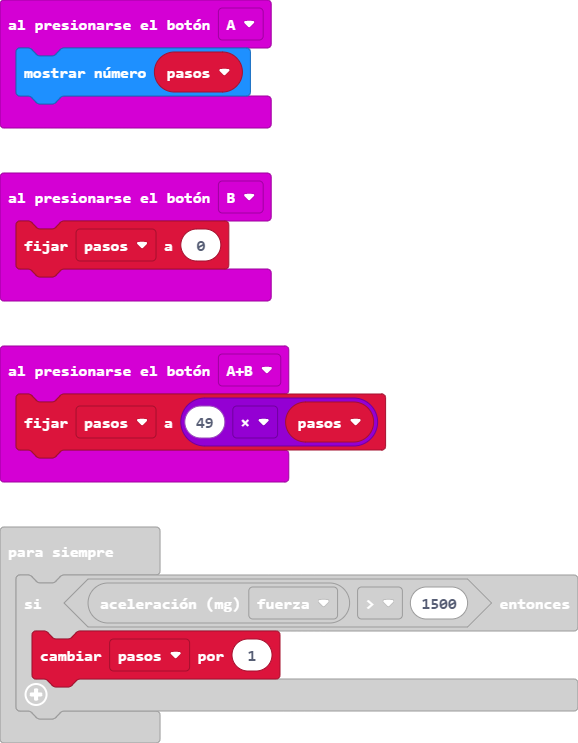 al presionarse el botón A
mostrar número pasos
al presionarse el botón B
fijar pasos a 0
al presionarse el botón A+B
fijar pasos a 49 × pasos
para siempre
si aceleración (mg) fuerza > 1500 entonces
cambiar pasos por 1